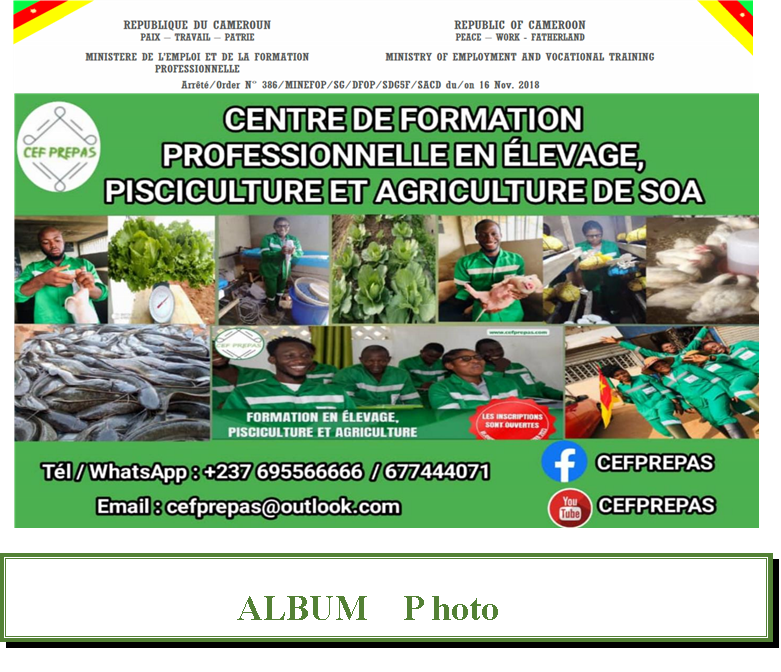 REPUBLIQUE DU CAMEROUN
PAIX – TRAVAIL – PATRIE
MINISTERE DE L'EMPLOI ET DE LA FORMATION
PROFESSIONNELLE
REPUBLIC OF CAMEROON
PEACE – WORK - FATHERLAND
MINISTRY OF EMPLOYMENT AND VOCATIONAL TRAINING
Arrêté/Order N° 386/MINEFOP/SG/DFOP/SDGSF/SACD du/on 16 Nov. 2018
CEF PREPAS
CENTRE DE FORMATION
PROFESSIONNELLE EN ÉLEVAGE,
PISCICULTURE ET AGRICULTURE DE SOA
CEF PREPAS
www.cefprepas.com
FORMATION EN ÉLEVAGE,
PISCICULTURE ET AGRICULTURE
LES INSCRIPTIONS
SONT OUVERTES
Tél / WhatsApp : +237 695566666 / 677444071
Email : cefprepas@outlook.com
f CEFPREPAS
You Tube CEFPREPAS
ALBUM Photo